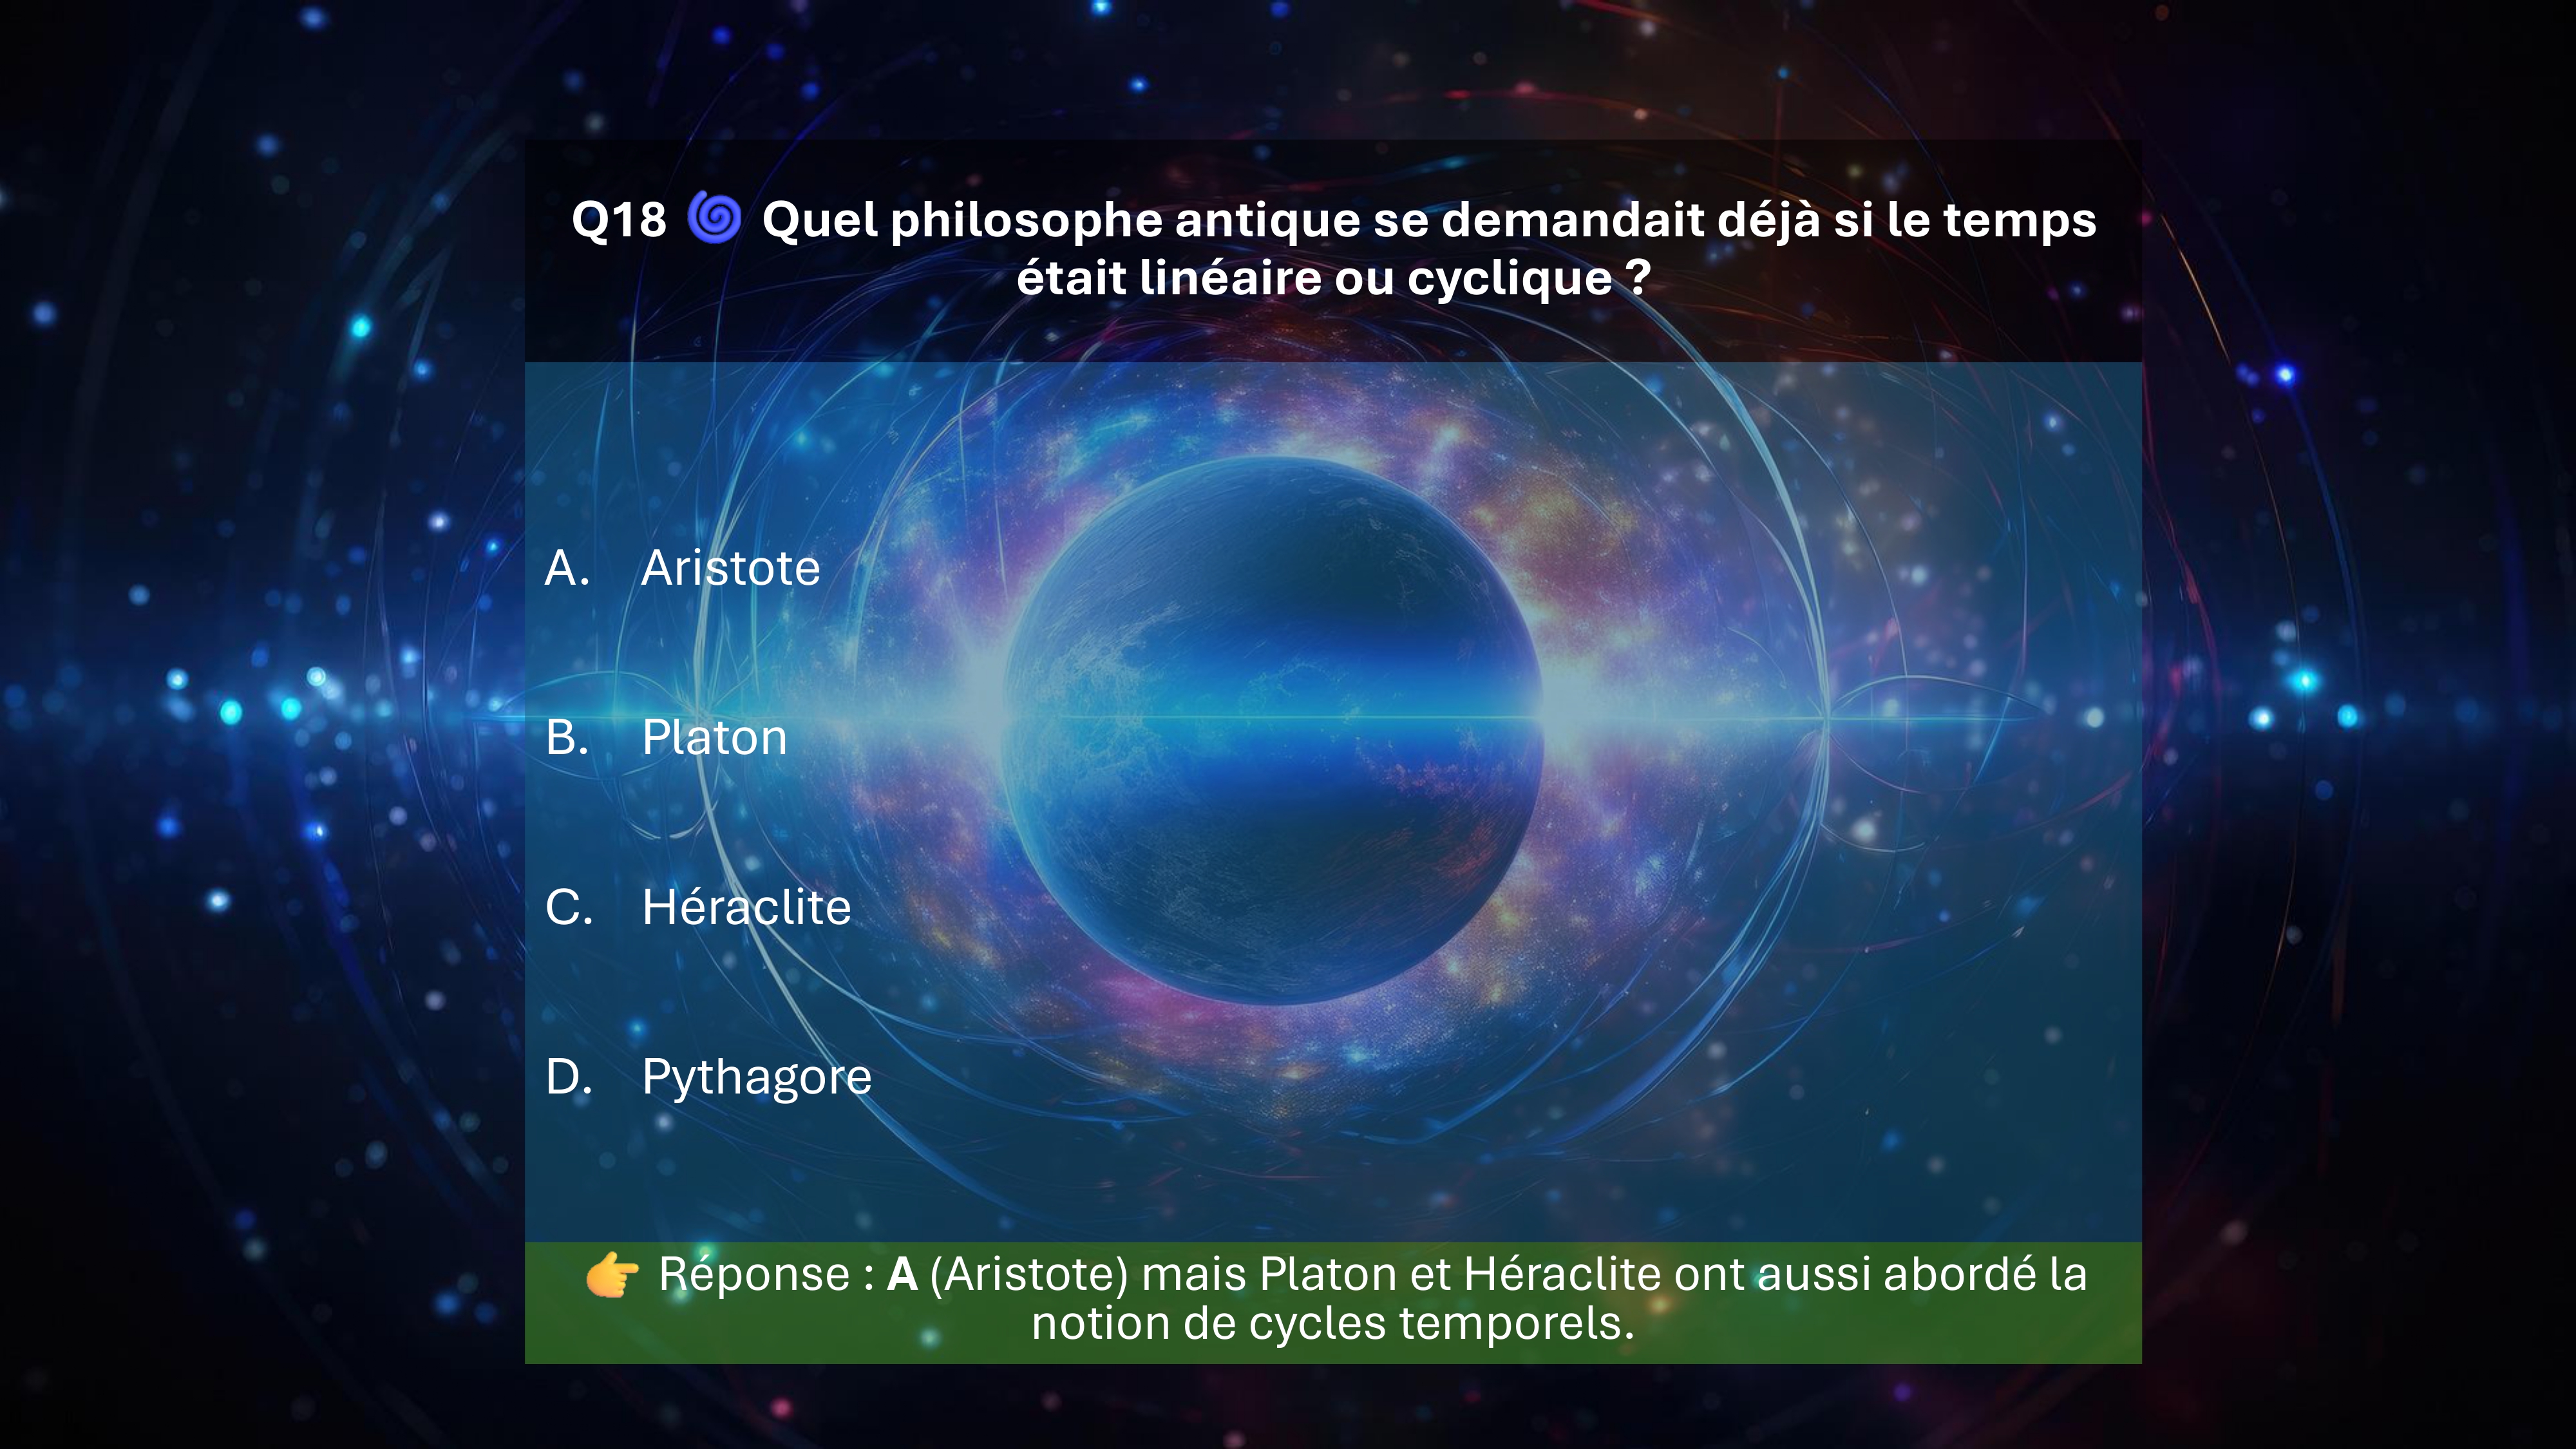 Q18 🌀 Quel philosophe antique se demandait déjà si le temps
était linéaire ou cyclique ?
A. Aristote
B. Platon
C. Héraclite
D. Pythagore
👉 Réponse : A (Aristote) mais Platon et Héraclite ont aussi abordé la
notion de cycles temporels.